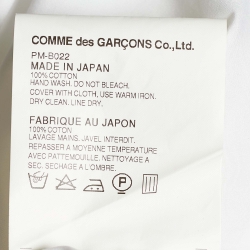 COMME des GARÇONS Co.,Ltd.
PM-B022
MADE IN JAPAN
100% COTTON
HAND WASH. DO NOT BLEACH.
COVER WITH CLOTH, USE WARM IRON.
DRY CLEAN. LINE DRY.
FABRIQUE AU JAPON
100% COTTON
LAVAGE MAINS. JAVEL INTERDIT.
REPASSER A MOYENNE TEMPERATURE
AVEC PATTEMOUILLE. NETTOYAGE A
SEC. SECHAGE A L'OMBRE.
P